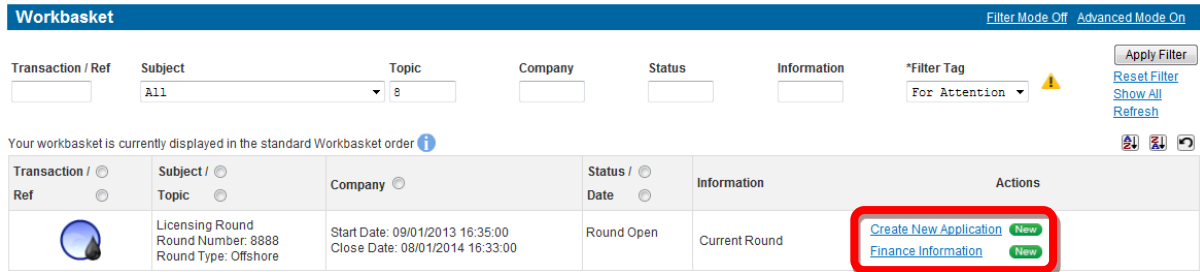 Workbasket Filter Mode Off Advanced Mode On
Transaction / Ref Subject Topic Company Status Information *Filter Tag Apply Filter
All 8 For Attention
Reset Filter
Show All
Refresh
Your workbasket is currently displayed in the standard Workbasket order
Transaction / Subject / Company Status / Information Actions
Ref Topic Date
Licensing Round
Round Number: 8888
Round Type: Offshore
Start Date: 09/01/2013 16:35:00
Close Date: 08/01/2014 16:33:00
Round Open
Current Round
Create New Application New
Finance Information New